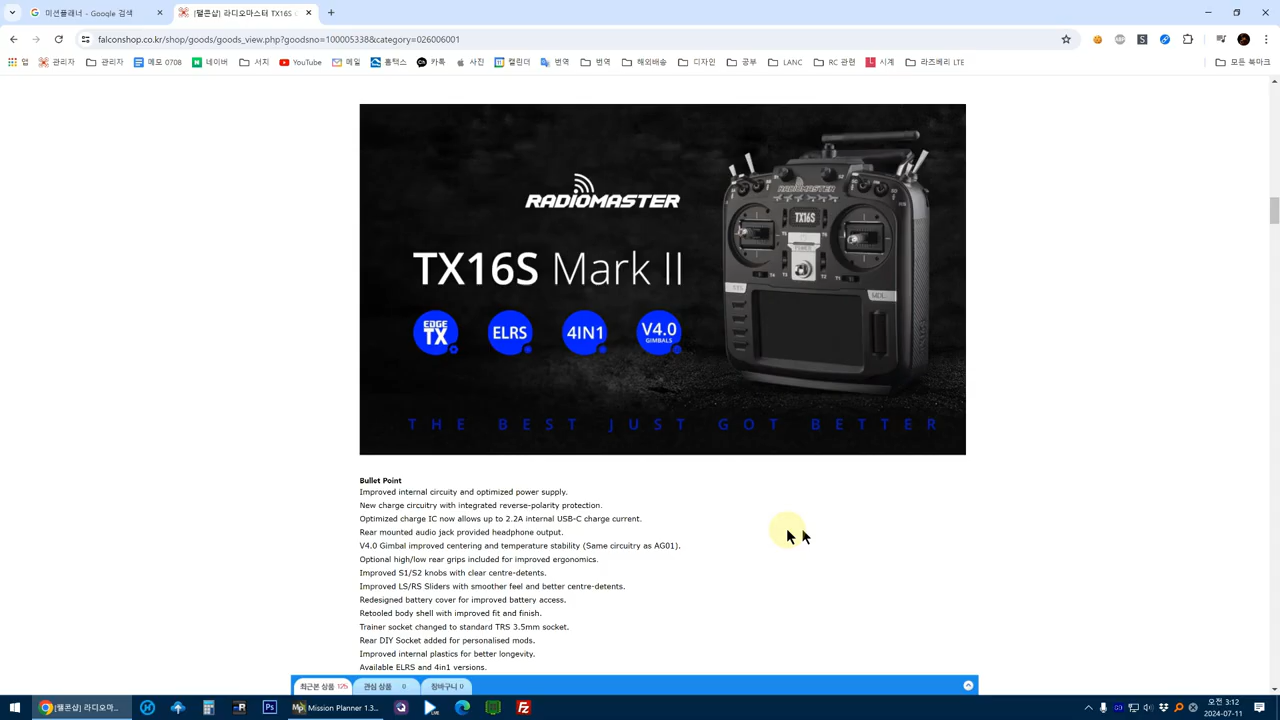 미션플래너 - Google 검색
[팰콘샵] 라디오마스터 TX16S
falconshop.co.kr/shop/goods/goods_view.php?goodsno=100005338&category=026006001
앱 관리자 관리자 메모 0708 네이버 서치 YouTube 메일 홈택스 카톡 사진 캘린더 번역 번역 해외배송 디자인 공부 LANC RC 관련 시계 라즈베리 LTE 모든 북마크
RADIOMASTER
TX16S Mark II
EDGE TX
ELRS
4IN1
V4.0 GIMBALS
RADIOMASTER
TX16S
THE BEST JUST GOT BETTER
Bullet Point
Improved internal circuity and optimized power supply.
New charge circuitry with integrated reverse-polarity protection.
Optimized charge IC now allows up to 2.2A internal USB-C charge current.
Rear mounted audio jack provided headphone output.
V4.0 Gimbal improved centering and temperature stability (Same circuitry as AG01).
Optional high/low rear grips included for improved ergonomics.
Improved S1/S2 knobs with clear centre-detents.
Improved LS/RS Sliders with smoother feel and better centre-detents.
Redesigned battery cover for improved battery access.
Retooled body shell with improved fit and finish.
Trainer socket changed to standard TRS 3.5mm socket.
Rear DIY Socket added for personalised mods.
Improved internal plastics for better longevity.
Available ELRS and 4in1 versions.
최근본 상품 125 관심 상품 0 장바구니 0
[팰콘샵] 라디오마...
Mission Planner 1.3...
오전 3:12
2024-07-11